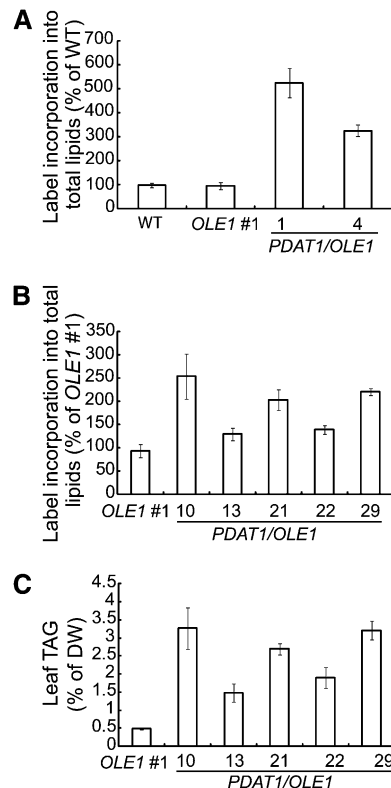 A
Label incorporation into
total lipids (% of WT)
700
600
500
400
300
200
100
0
WT OLE1 #1 1 4
PDAT1/OLE1
B
Label incorporation into total
lipids (% of OLE1 #1)
350
300
250
200
150
100
50
0
OLE1 #1 10 13 21 22 29
PDAT1/OLE1
C
Leaf TAG
(% of DW)
4.5
4
3.5
3
2.5
2
1.5
1
0.5
0
OLE1 #1 10 13 21 22 29
PDAT1/OLE1